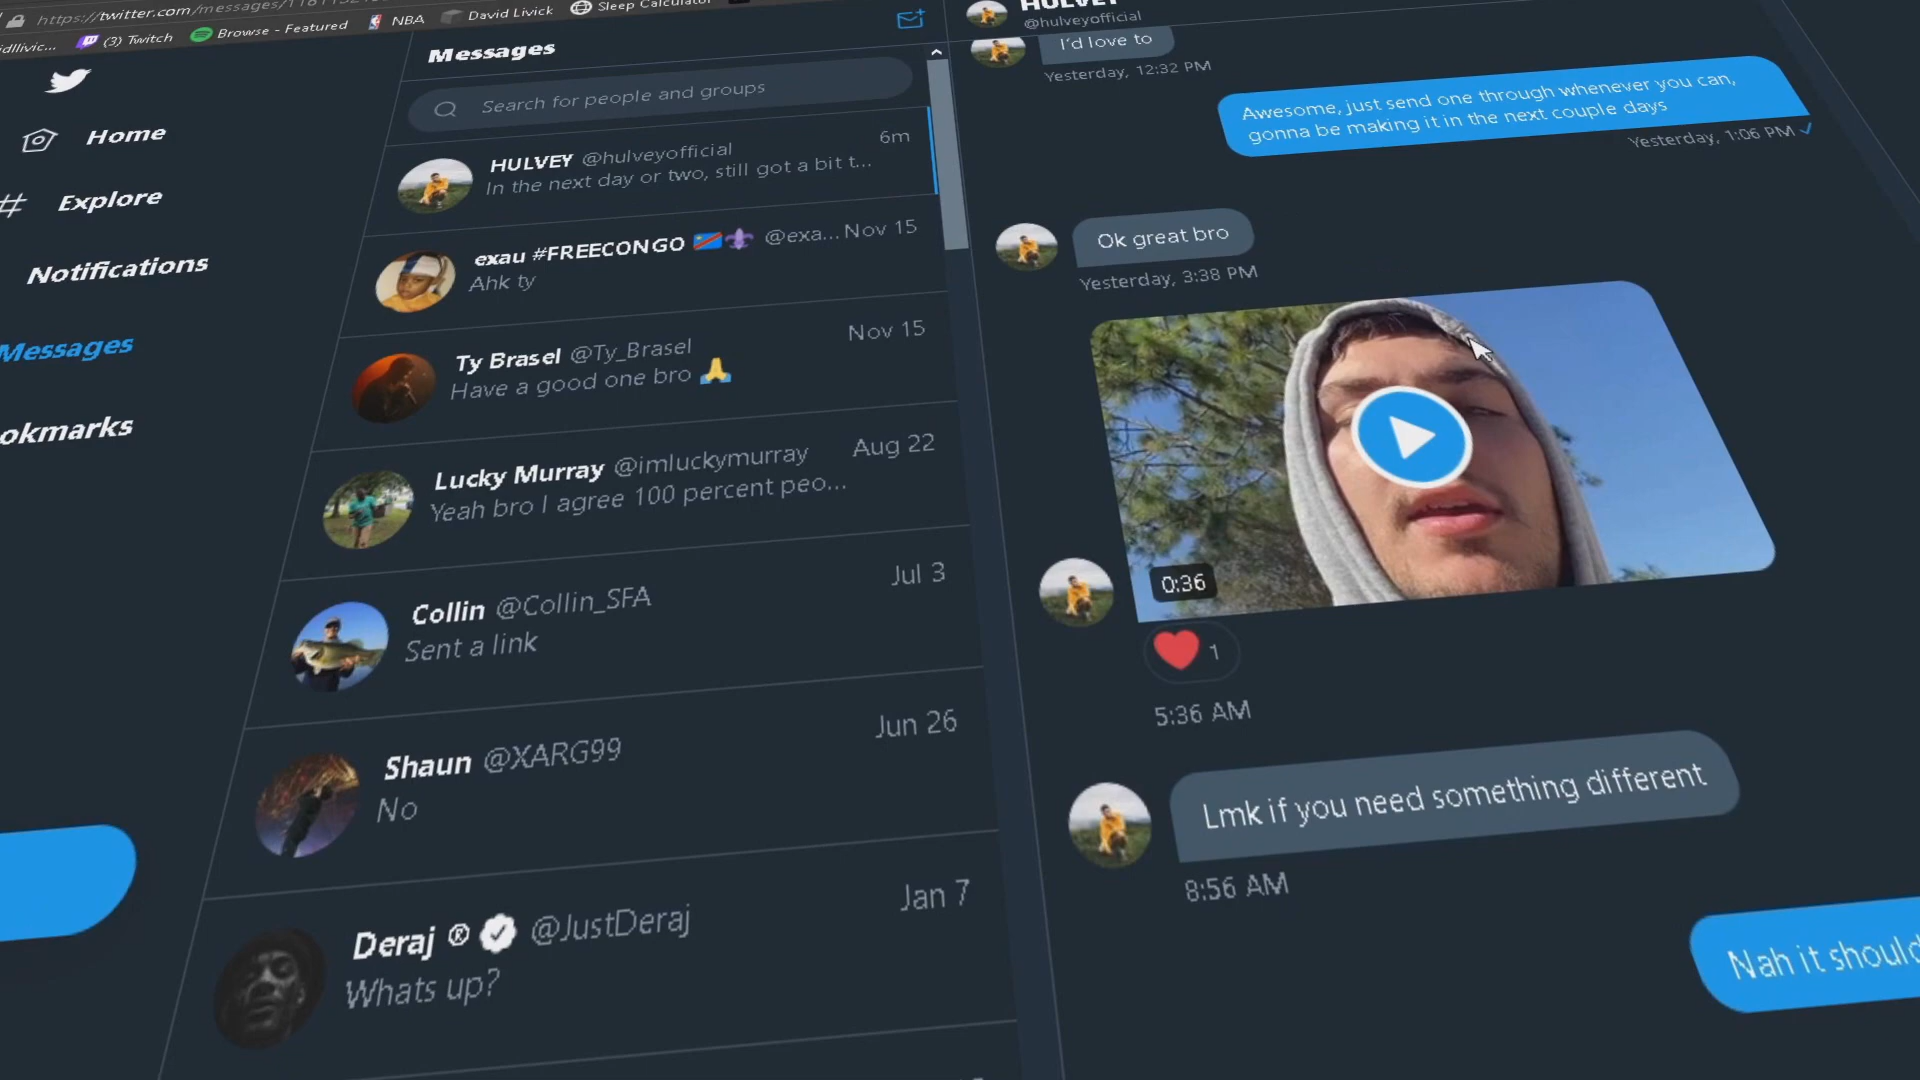 https://twitter.com/messages/
(3) Twitch
Browse - Featured
NBA
David Livick
Sleep Calculator
Home
Explore
Notifications
Messages
okmarks
Messages
Search for people and groups
HULVEY @hulveyofficial 6m
In the next day or two, still got a bit t...
exau #FREECONGO 🇨🇩⚜ @exa... Nov 15
Ahk ty
Ty Brasel @Ty_Brasel Nov 15
Have a good one bro 🙏
Lucky Murray @imluckymurray Aug 22
Yeah bro I agree 100 percent peo...
Collin @Collin_SFA Jul 3
Sent a link
Shaun @XARG99 Jun 26
No
Deraj ® @JustDeraj Jan 7
Whats up?
HULVEY
@hulveyofficial
I'd love to
Yesterday, 12:32 PM
Awesome, just send one through whenever you can,
gonna be making it in the next couple days
Yesterday, 1:06 PM
Ok great bro
Yesterday, 3:38 PM
0:36
1
5:36 AM
Lmk if you need something different
8:56 AM
Nah it should